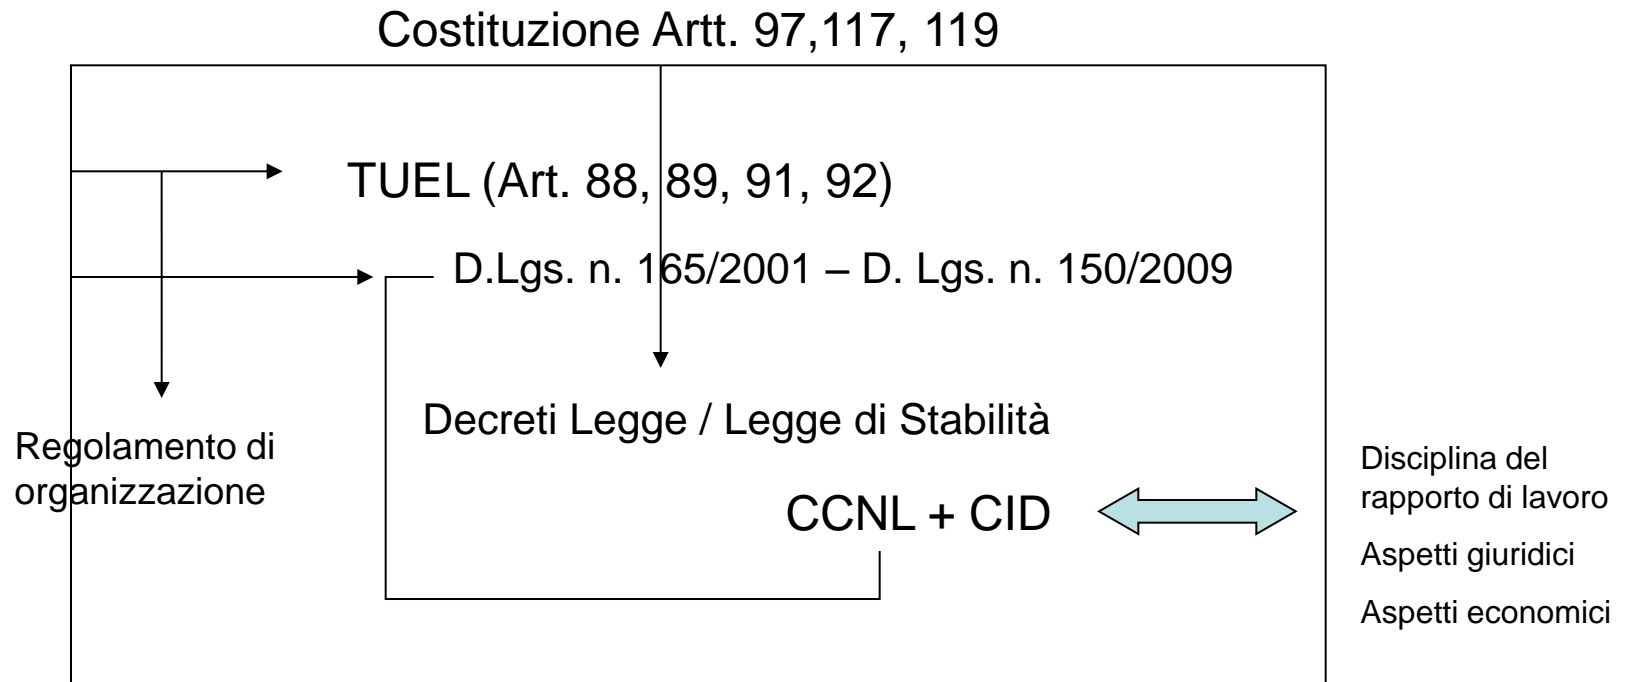 Costituzione Artt. 97,117, 119
TUEL (Art. 88, 89, 91, 92)
D.Lgs. n. 165/2001 – D. Lgs. n. 150/2009
Decreti Legge / Legge di Stabilità
Regolamento di
organizzazione
CCNL + CID
Disciplina del
rapporto di lavoro
Aspetti giuridici
Aspetti economici